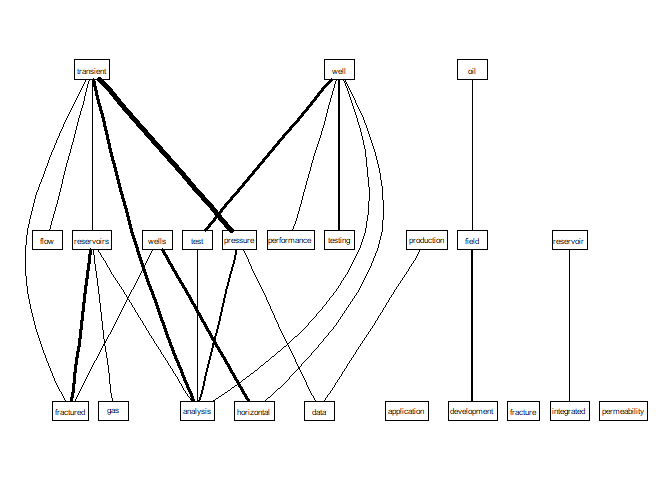 transient well oil
flow reservoirs wells test pressure performance testing production field reservoir
fractured gas analysis horizontal data application development fracture integrated permeability